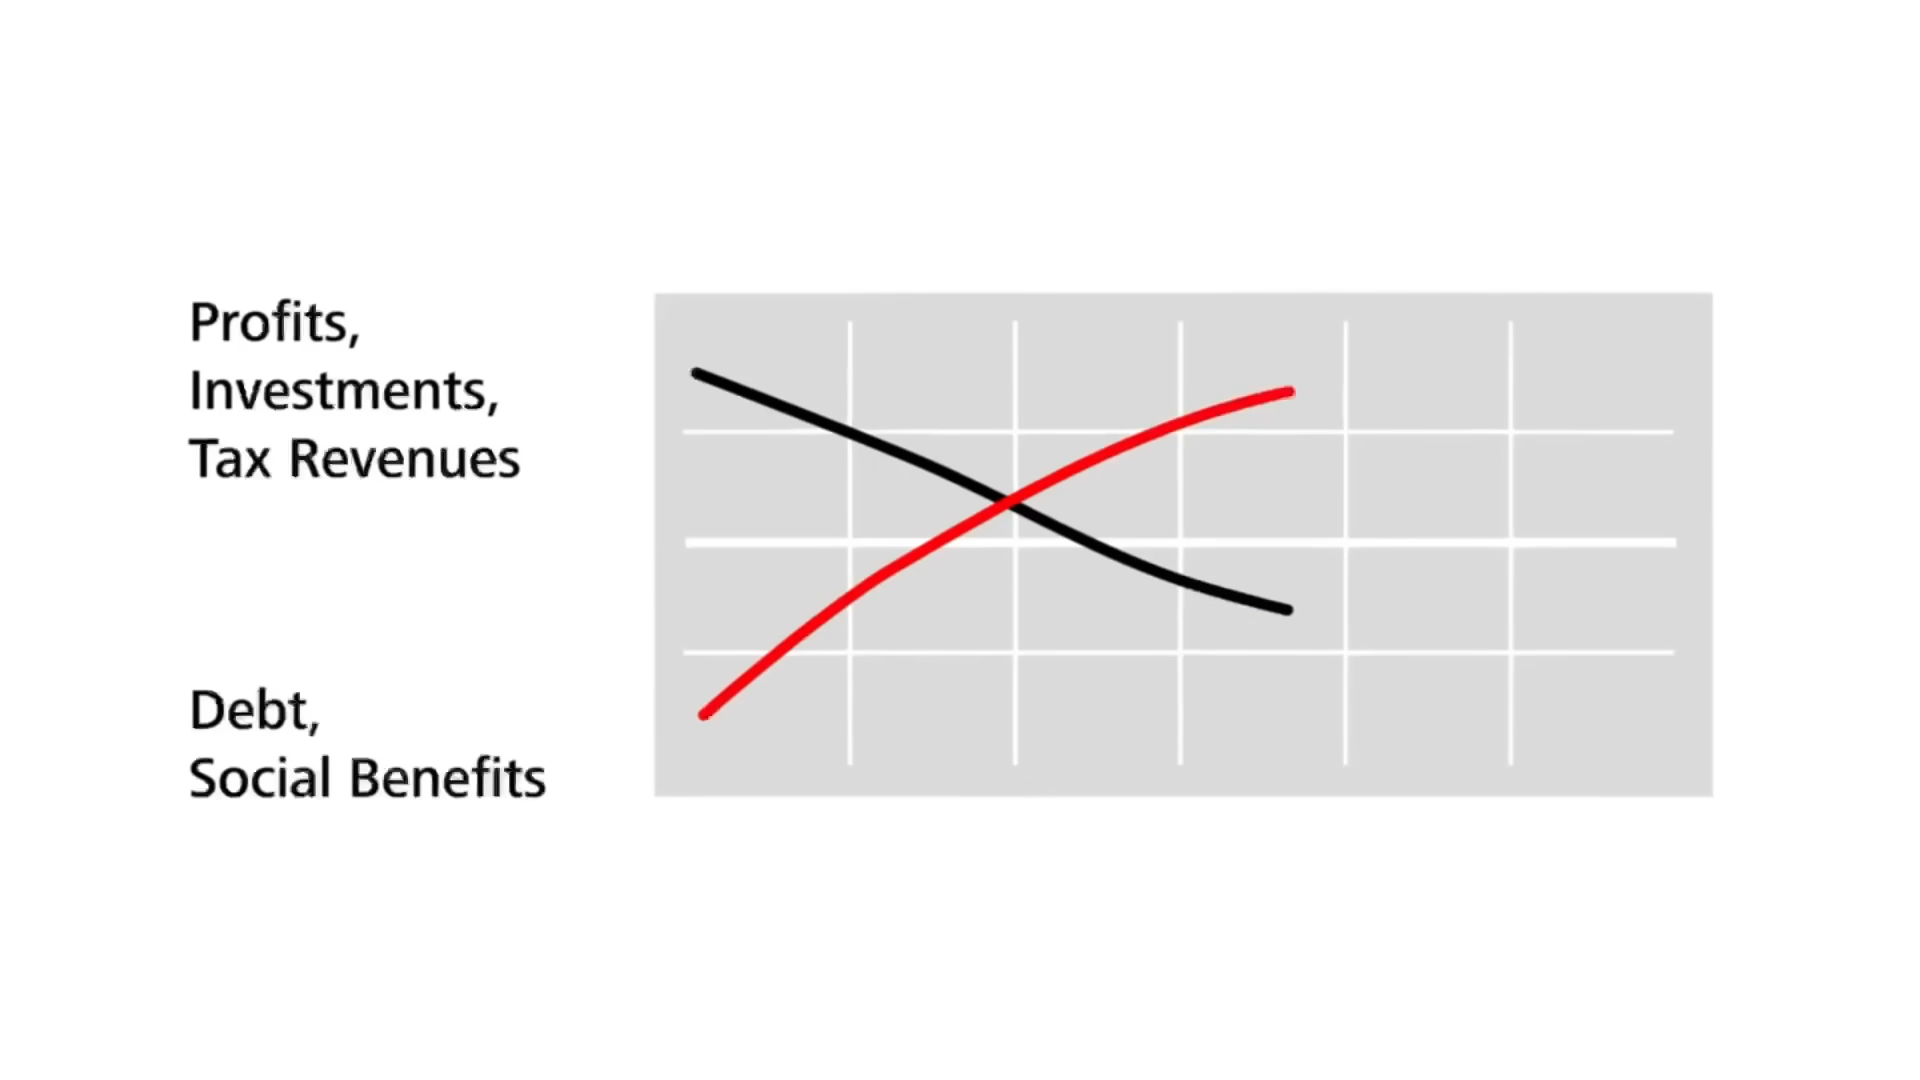 Profits,
Investments,
Tax Revenues
Debt,
Social Benefits